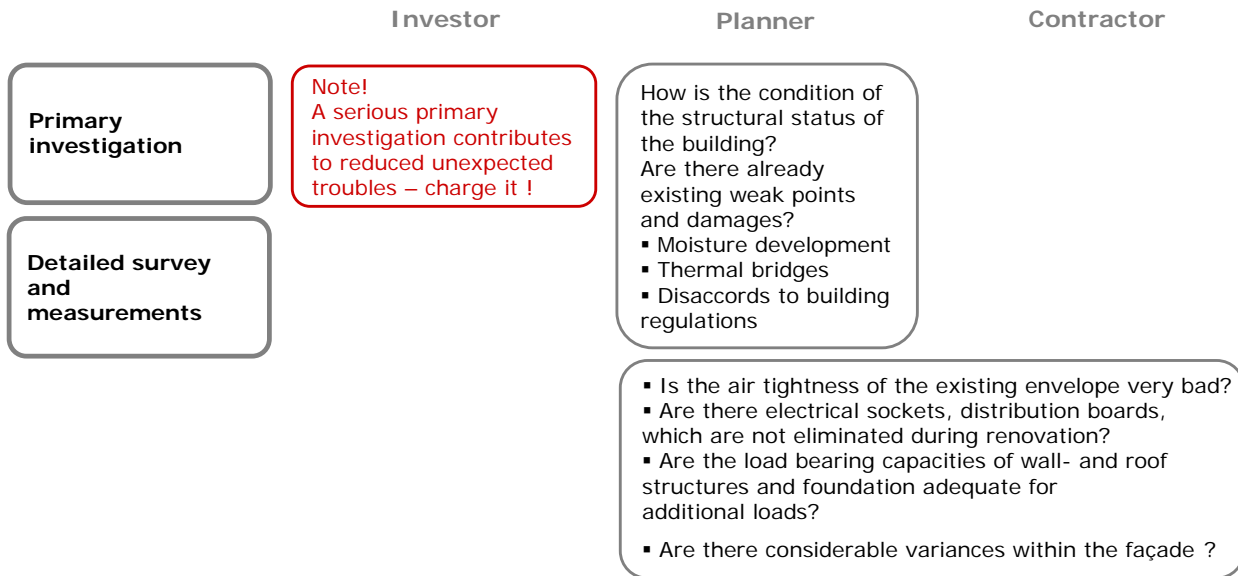 Investor
Planner
Contractor
Primary
investigation
Note!
A serious primary
investigation contributes
to reduced unexpected
troubles – charge it !
How is the condition of
the structural status of
the building?
Are there already
existing weak points
and damages?
▪ Moisture development
▪ Thermal bridges
▪ Disaccords to building
regulations
Detailed survey
and
measurements
▪ Is the air tightness of the existing envelope very bad?
▪ Are there electrical sockets, distribution boards,
which are not eliminated during renovation?
▪ Are the load bearing capacities of wall- and roof
structures and foundation adequate for
additional loads?
▪ Are there considerable variances within the façade ?